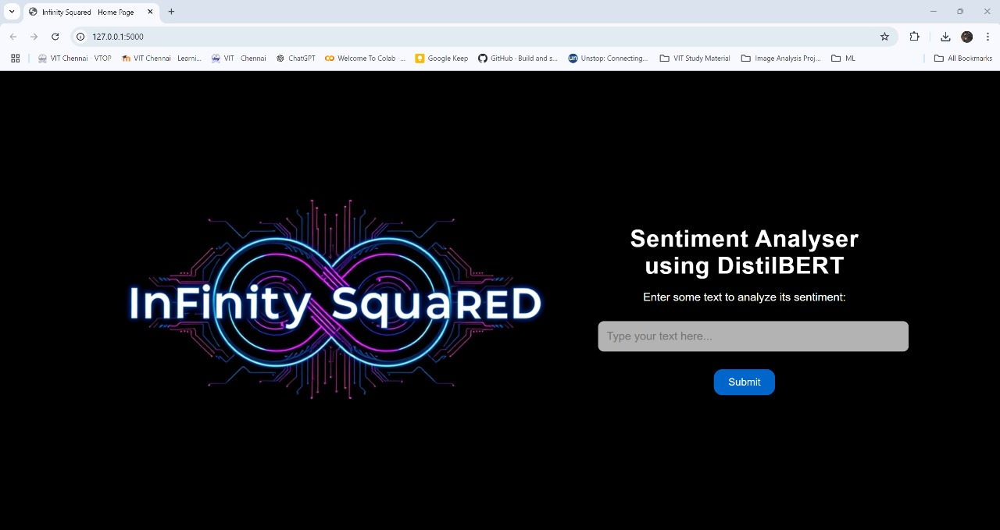 Infinity Squared - Home Page
127.0.0.1:5000
VIT Chennai VTOP
VIT Chennai - Learni...
VIT - Chennai
ChatGPT
Welcome To Colab ...
Google Keep
GitHub · Build and s...
un
Unstop: Connecting...
VIT Study Material
Image Analysis Proj...
ML
All Bookmarks
InFinity SquaRED
Sentiment Analyser
using DistilBERT
Enter some text to analyze its sentiment:
Type your text here...
Submit